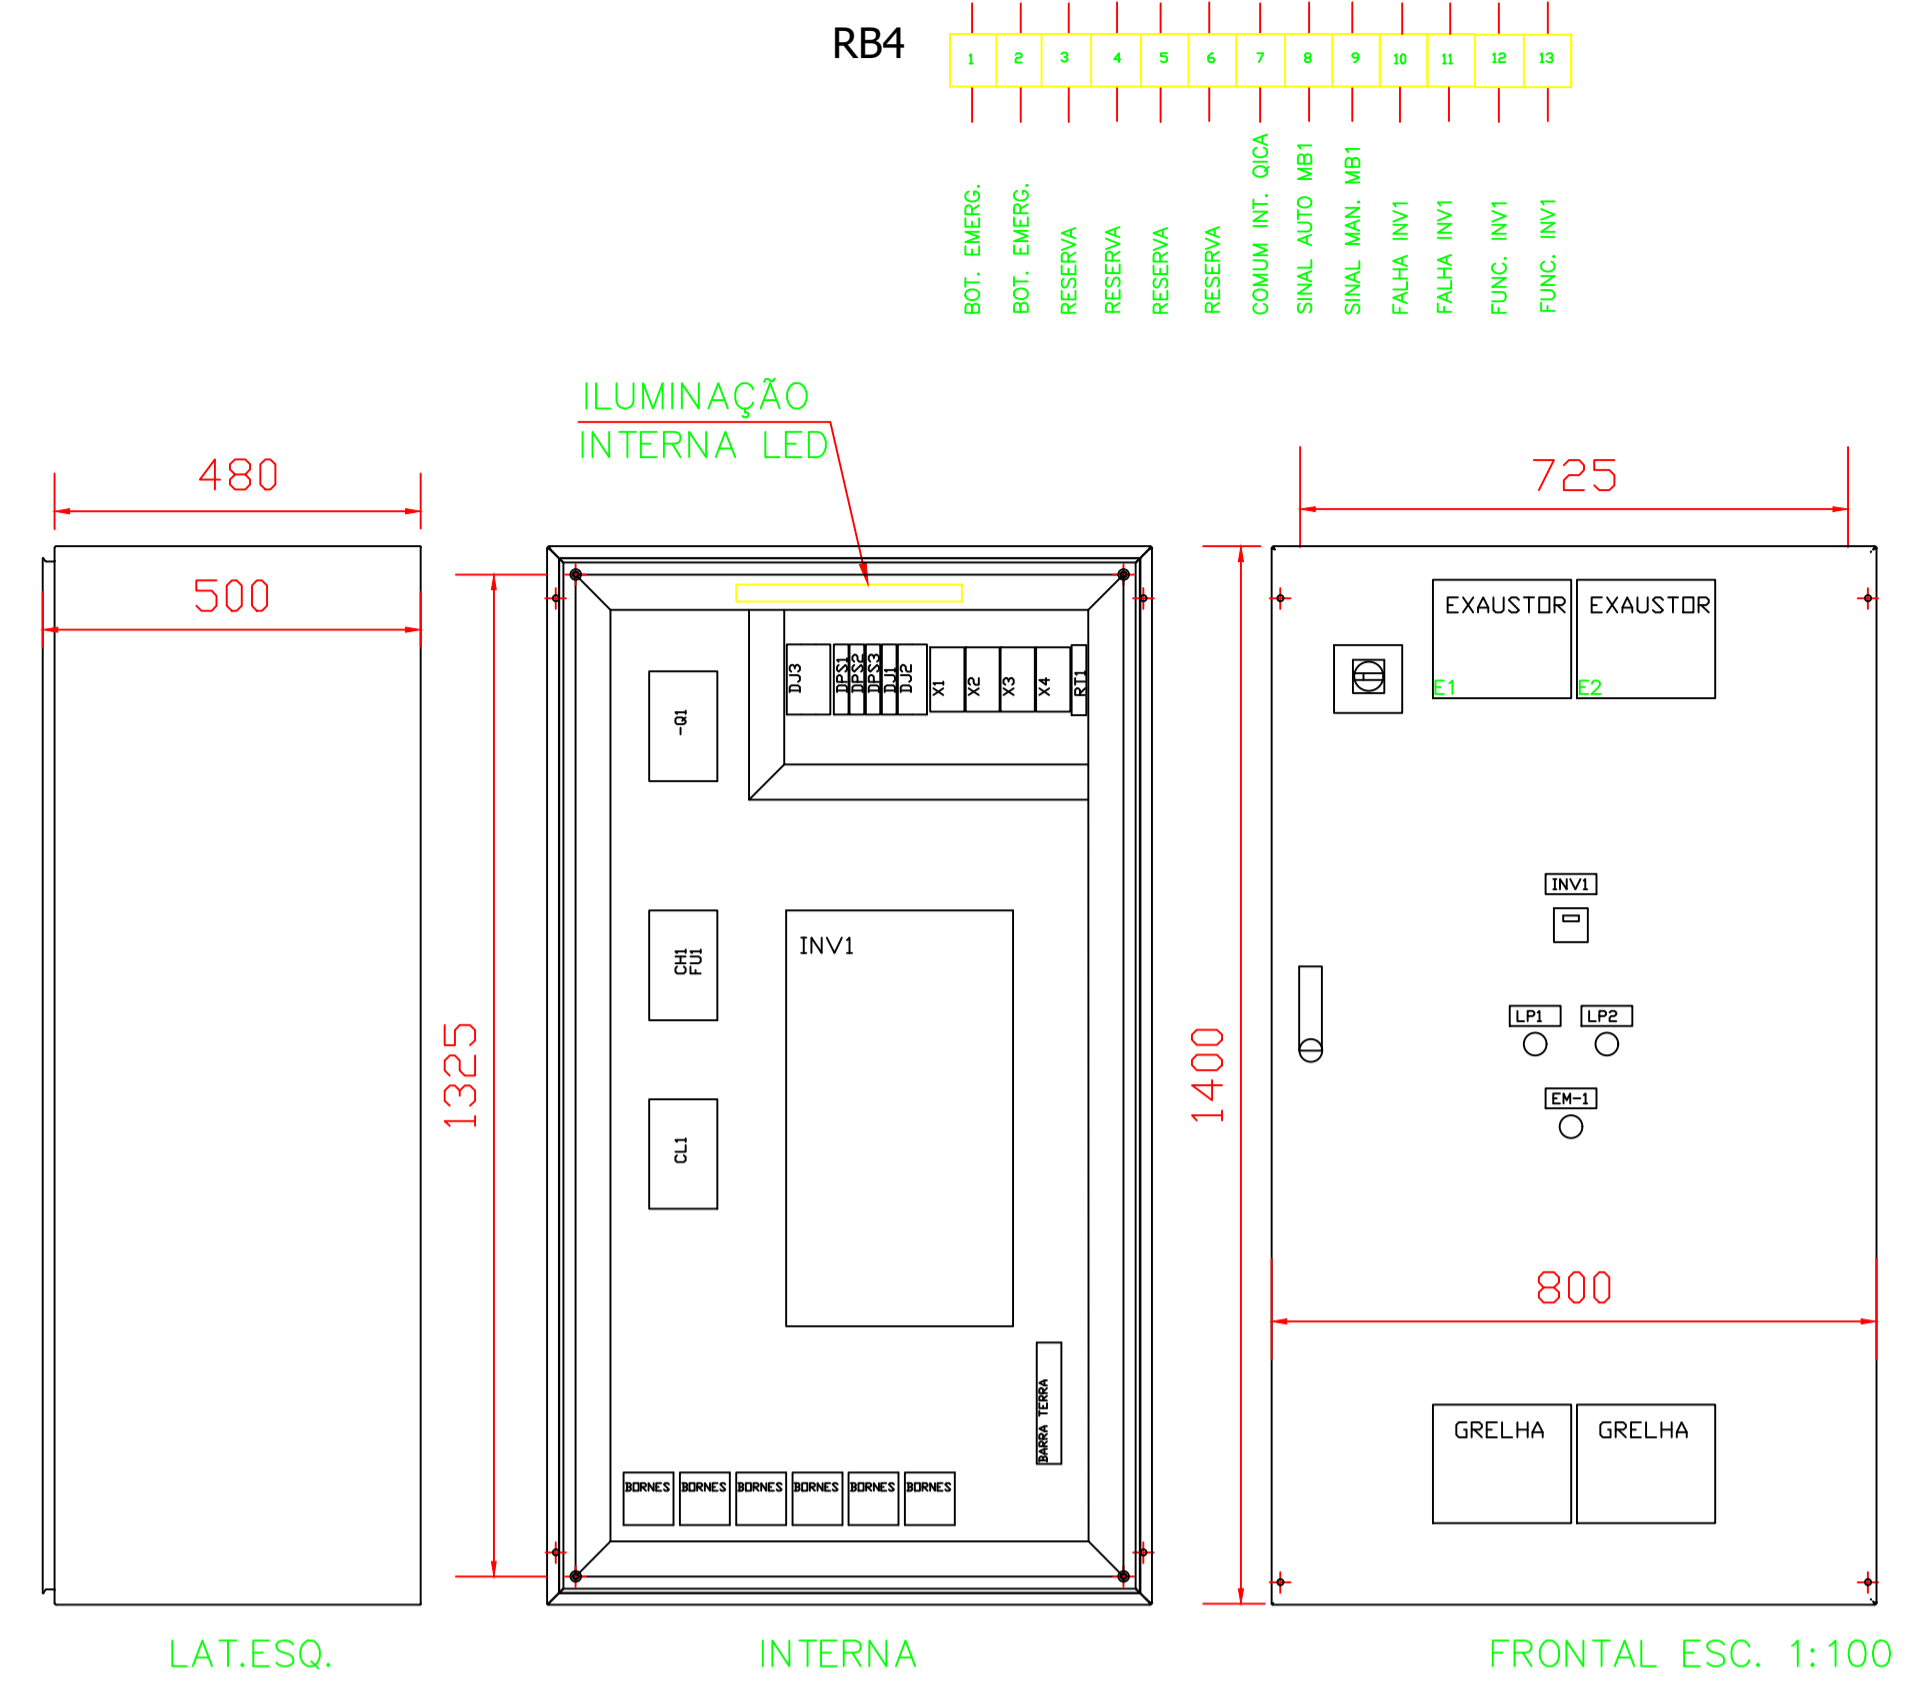 RB4
1 2 3 4 5 6 7 8 9 10 11 12 13
BOT. EMERG.
BOT. EMERG.
RESERVA
RESERVA
RESERVA
RESERVA
COMUM INT. QICA
SINAL AUTO MB1
SINAL MAN. MB1
FALHA INV1
FALHA INV1
FUNC. INV1
FUNC. INV1
ILUMINAÇÃO
INTERNA LED
480
500
LAT.ESQ.
1325
-Q1
DJ3
DPS1
DPS2
DPS3
DJ1
DJ2
X1
X2
X3
X4
RT1
CH1
FU1
INV1
CL1
BARRA TERRA
BORNES BORNES BORNES BORNES BORNES BORNES
INTERNA
725
1400
EXAUSTOR EXAUSTOR
E1 E2
INV1
LP1 LP2
EM-1
800
GRELHA GRELHA
FRONTAL ESC. 1:100